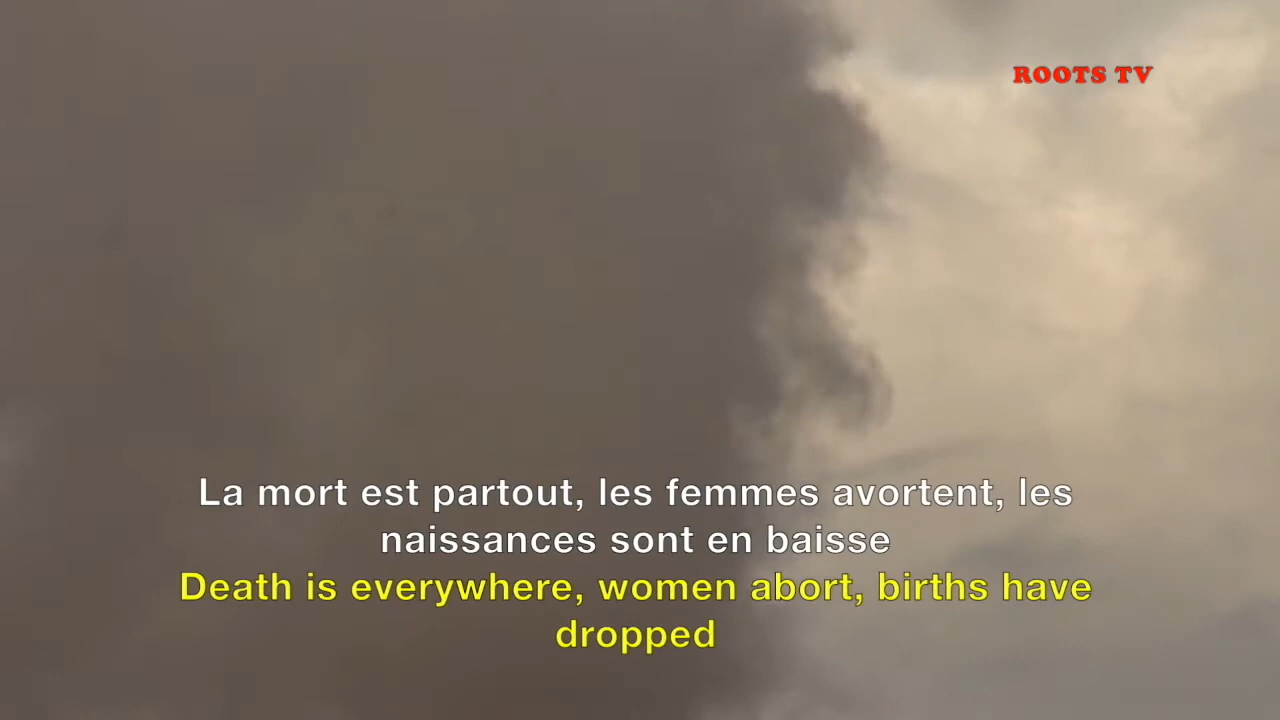 ROOTS TV
La mort est partout, les femmes avortent, les
naissances sont en baisse
Death is everywhere, women abort, births have
dropped